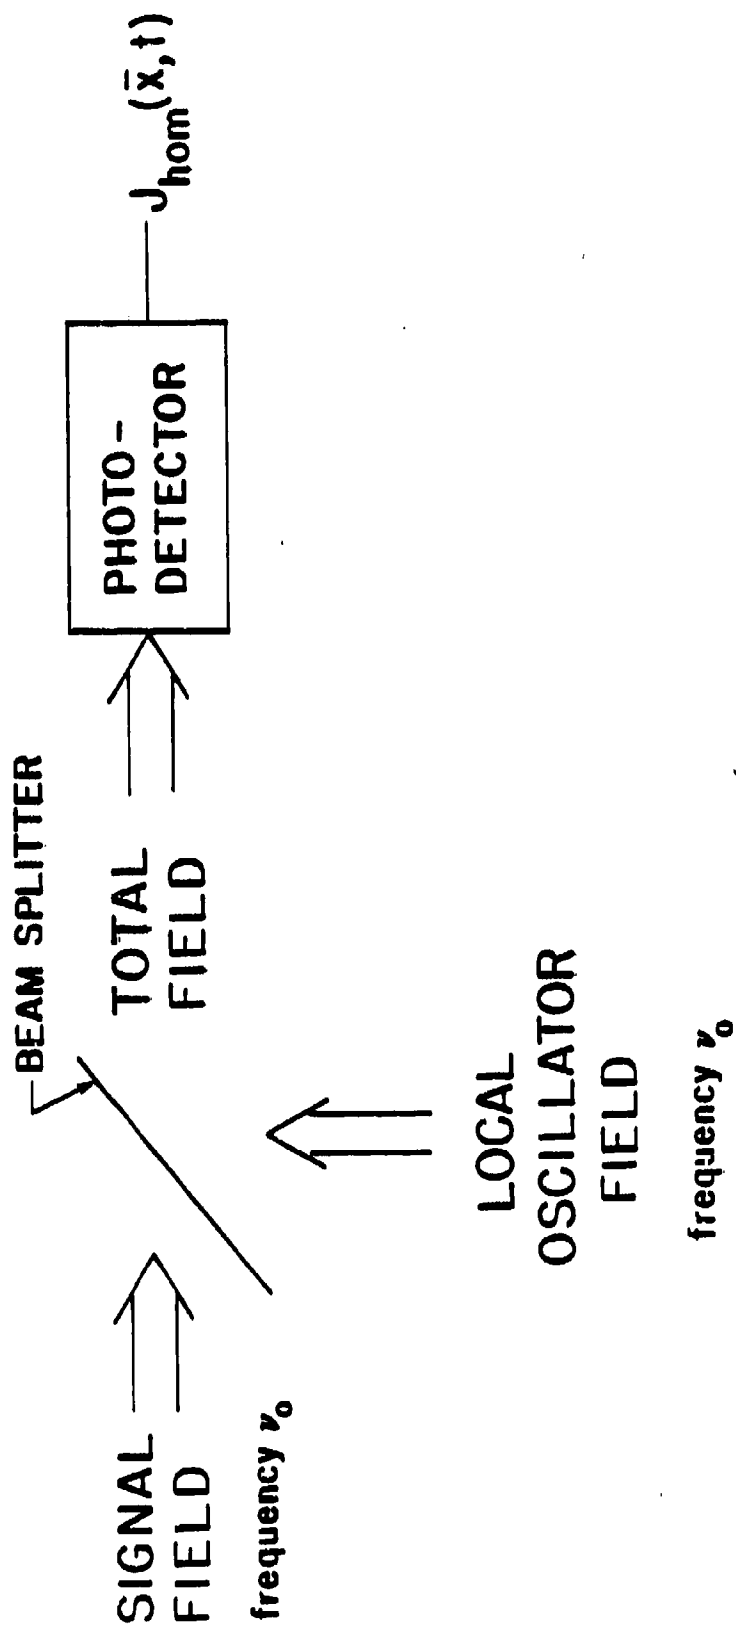 BEAM SPLITTER
SIGNAL
FIELD
frequency ν₀
TOTAL
FIELD
PHOTO-
DETECTOR
J_hom(x̄,t)
LOCAL
OSCILLATOR
FIELD
frequency ν₀